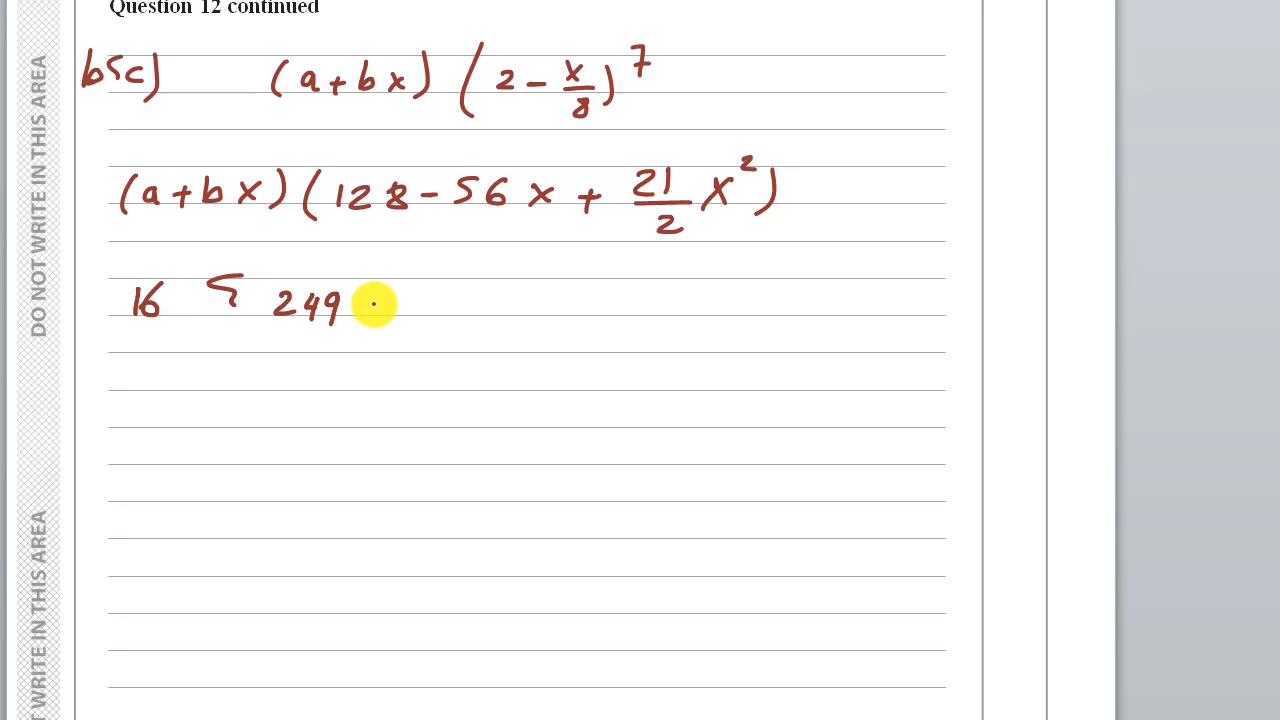 Question 12 continued
b&c) (a+bx) (2 - x/8)^7
(a+bx)(128-56x + 21/2 x^2)
16 249
DO NOT WRITE IN THIS AREA
T WRITE IN THIS AREA